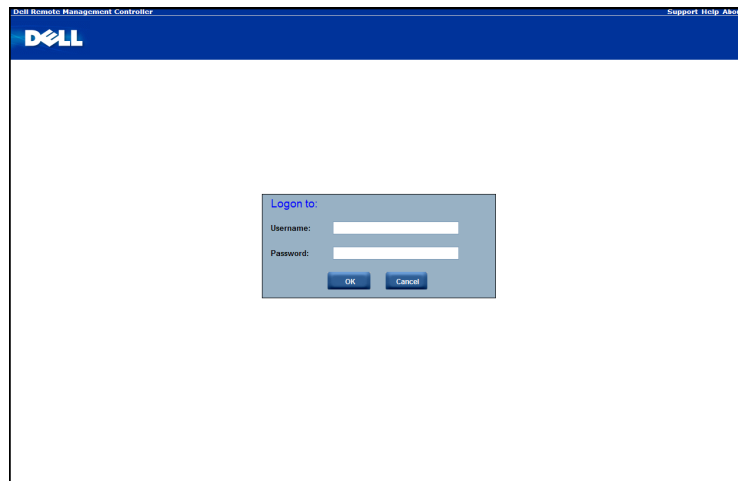 Dell Remote Management Controller
Support Help
DELL
Logon to:
Username:
Password:
OK Cancel